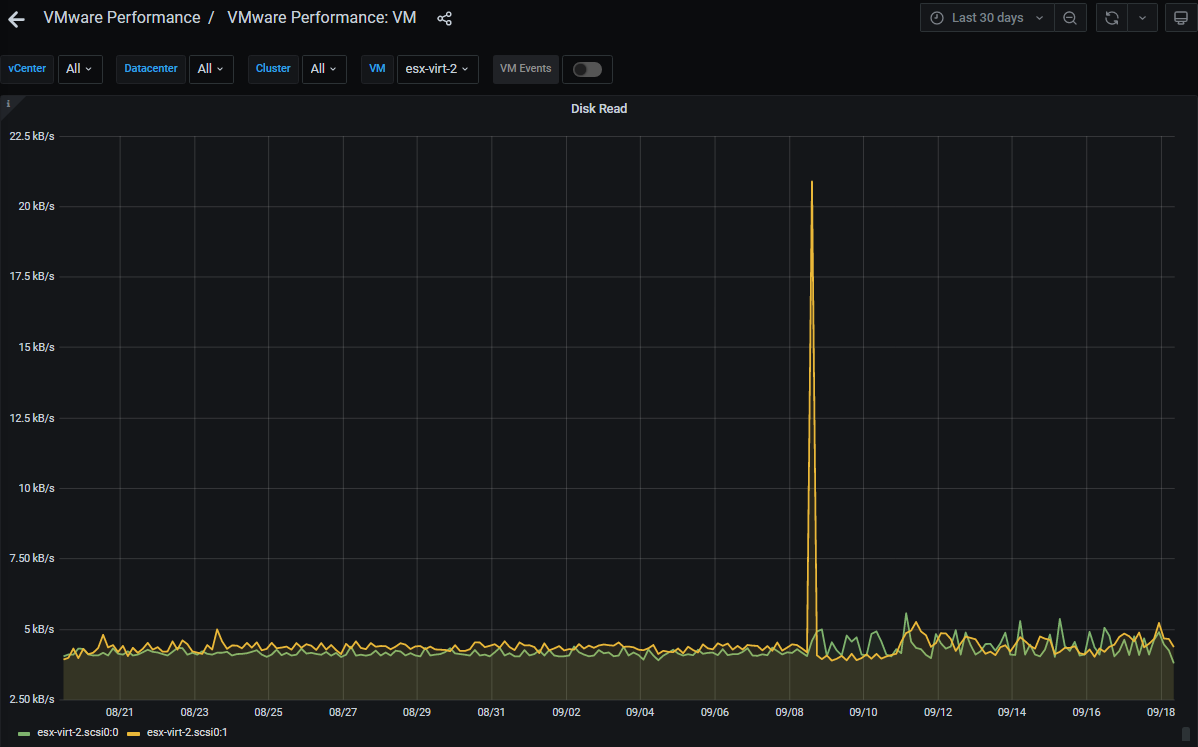 VMware Performance / VMware Performance: VM
Last 30 days
vCenter All Datacenter All Cluster All VM esx-virt-2 VM Events
i
Disk Read
22.5 kB/s
20 kB/s
17.5 kB/s
15 kB/s
12.5 kB/s
10 kB/s
7.50 kB/s
5 kB/s
2.50 kB/s
08/21 08/23 08/25 08/27 08/29 08/31 09/02 09/04 09/06 09/08 09/10 09/12 09/14 09/16 09/18
esx-virt-2.scsi0:0 esx-virt-2.scsi0:1